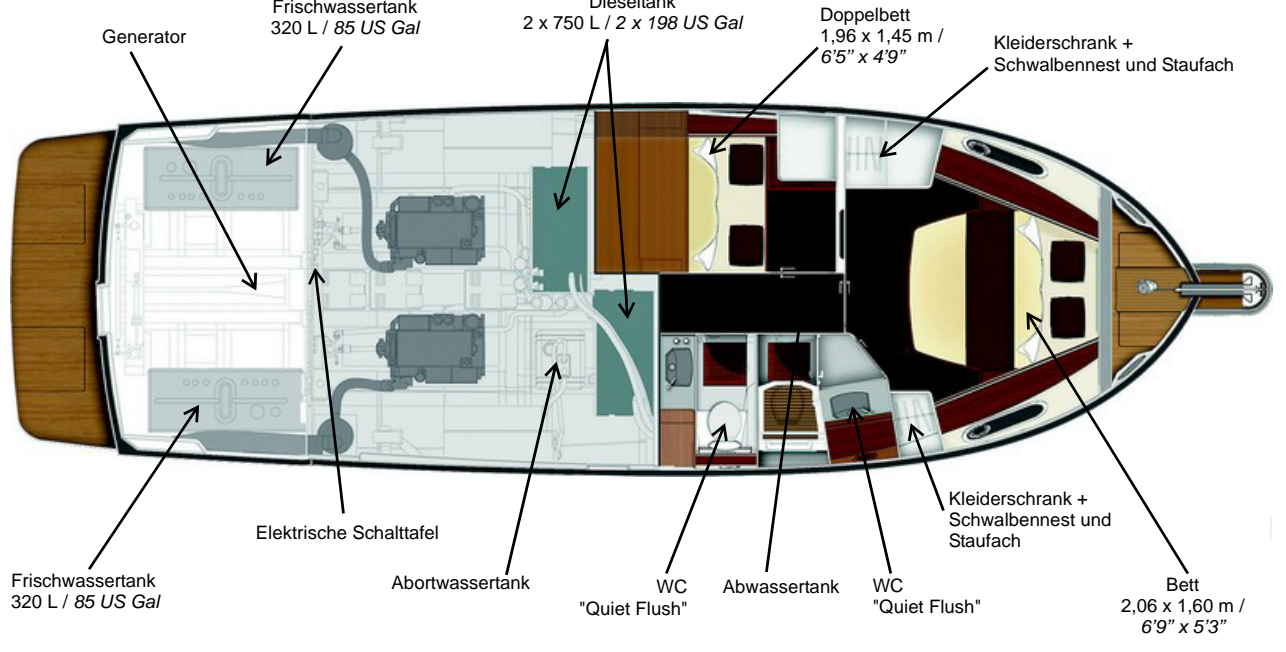 Frischwassertank
320 L / 85 US Gal
Dieseltank
2 x 750 L / 2 x 198 US Gal
Doppelbett
1,96 x 1,45 m /
6'5" x 4'9"
Generator
Kleiderschrank +
Schwalbennest und Staufach
Elektrische Schalttafel
Kleiderschrank +
Schwalbennest und
Staufach
Frischwassertank
320 L / 85 US Gal
Abortwassertank
WC
"Quiet Flush"
Abwassertank
WC
"Quiet Flush"
Bett
2,06 x 1,60 m /
6'9" x 5'3"